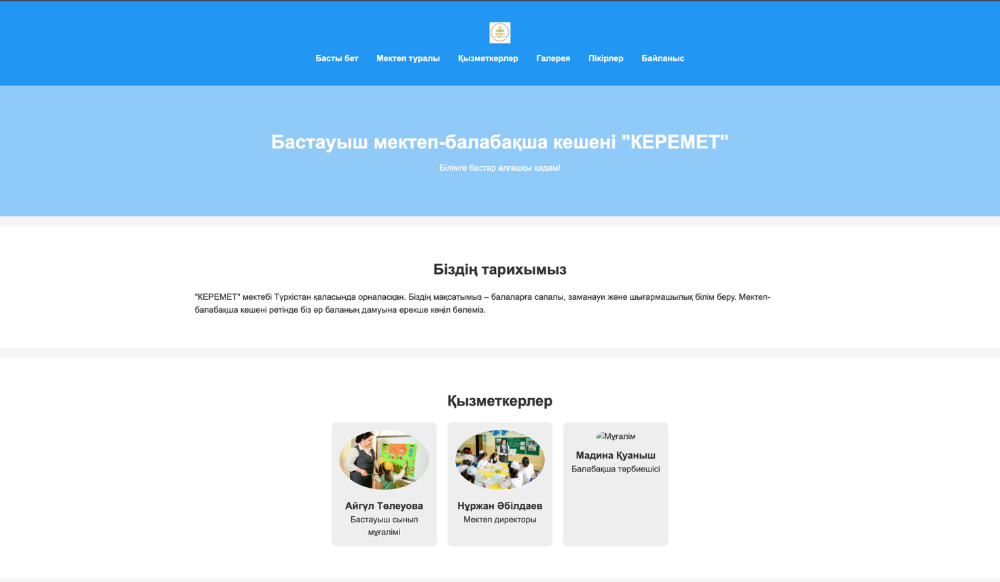 Басты бет Мектеп туралы Қызметкерлер Галерея Пікірлер Байланыс
Бастауыш мектеп-балабақша кешені "КЕРЕМЕТ"
Білімге бастар алғашқы қадам!
Біздің тарихымыз
"КЕРЕМЕТ" мектебі Түркістан қаласында орналасқан. Біздің мақсатымыз – балаларға сапалы, заманауи және шығармашылық білім беру. Мектеп-
балабақша кешені ретінде біз әр баланың дамуына ерекше көңіл бөлеміз.
Қызметкерлер
Айгүл Төлеуова
Бастауыш сынып
мұғалімі
Нұржан Әбілдаев
Мектеп директоры
Мұғалім
Мадина Қуаныш
Балабақша тәрбиешісі